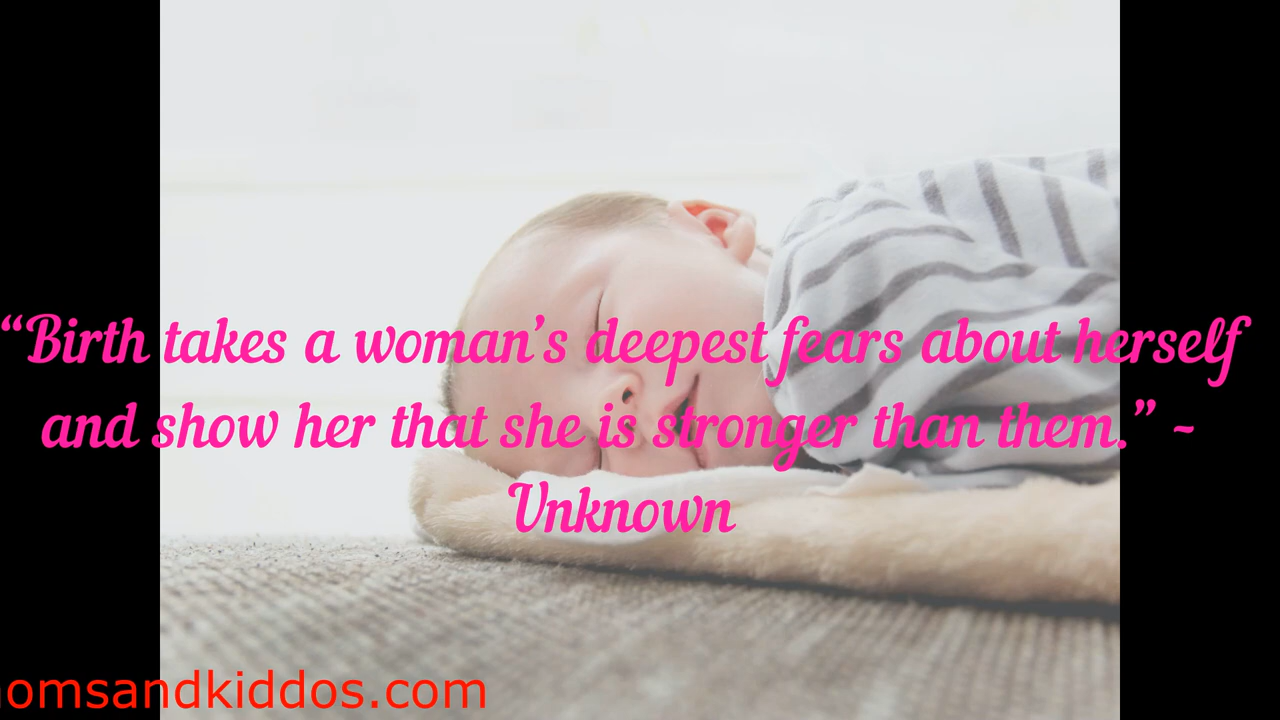 “Birth takes a woman’s deepest fears about herself
and show her that she is stronger than them.” ~
Unknown
omsandkiddos.com